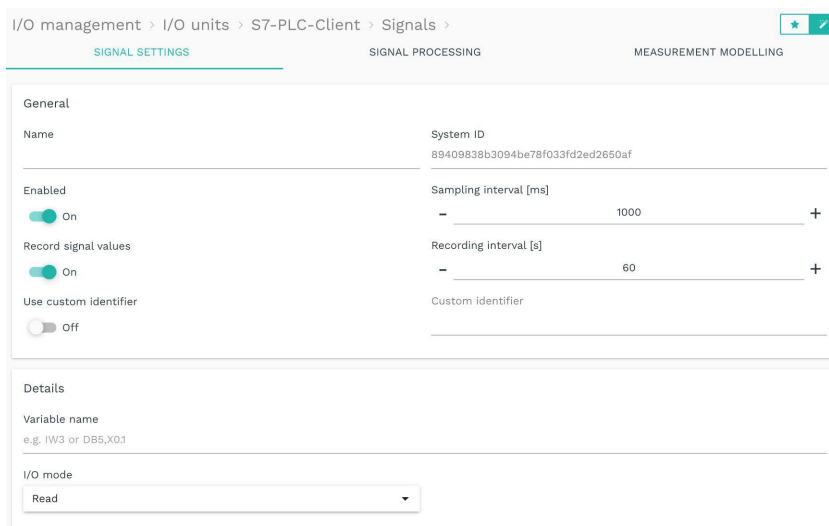 I/O management > I/O units > S7-PLC-Client > Signals >
SIGNAL SETTINGS SIGNAL PROCESSING MEASUREMENT MODELLING
General
Name System ID
89409838b3094be78f033fd2ed2650af
Enabled Sampling interval [ms]
On - 1000 +
Record signal values Recording interval [s]
On - 60 +
Use custom identifier Custom identifier
Off
Details
Variable name
e.g. IW3 or DB5,X0.1
I/O mode
Read